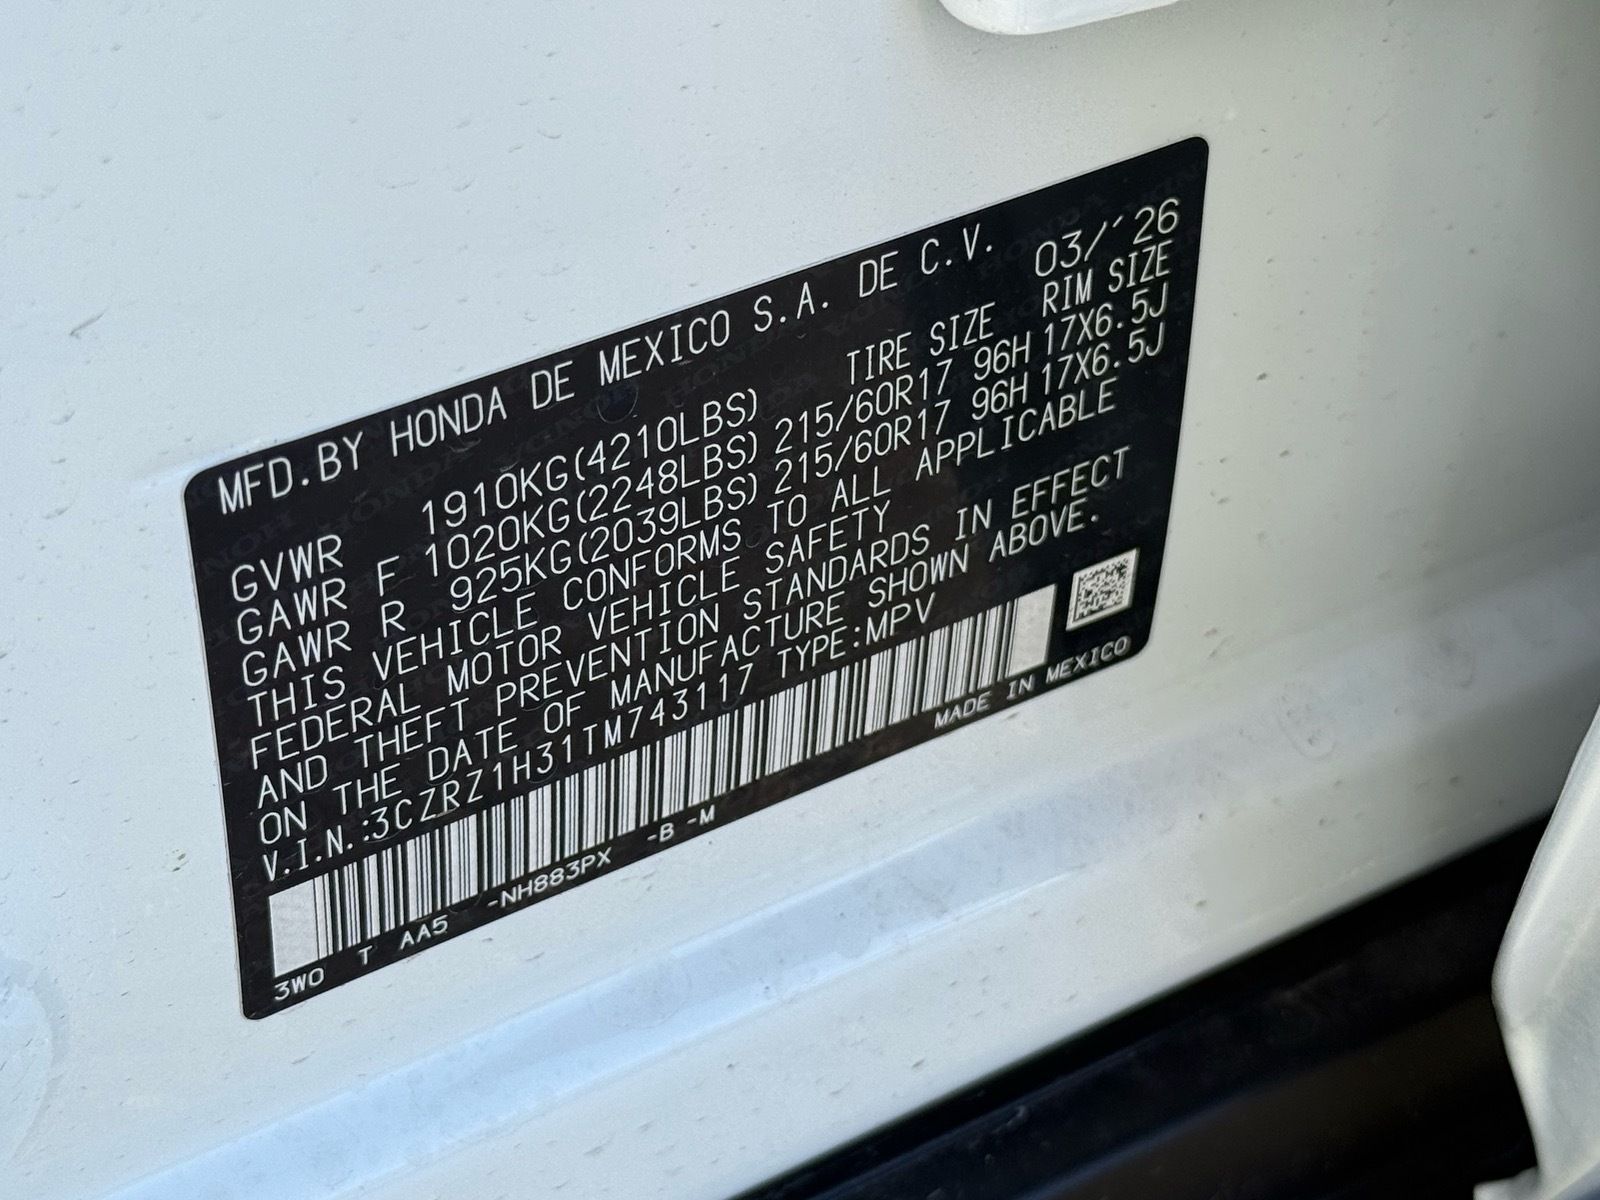 MFD. BY HONDA DE MEXICO S.A. DE C.V. 03/´26
TIRE SIZE RIM SIZE
GVWR 1910KG(4210LBS)
GAWR F 1020KG(2248LBS) 215/60R17 96H 17X6.5J
GAWR R 925KG(2039LBS) 215/60R17 96H 17X6.5J
THIS VEHICLE CONFORMS TO ALL APPLICABLE
FEDERAL MOTOR VEHICLE SAFETY
AND THEFT PREVENTION STANDARDS IN EFFECT
ON THE DATE OF MANUFACTURE SHOWN ABOVE.
V.I.N.:3CZRZ1H31TM743117 TYPE:MPV
3W0 T AA5 -NH883PX -B -M MADE IN MEXICO